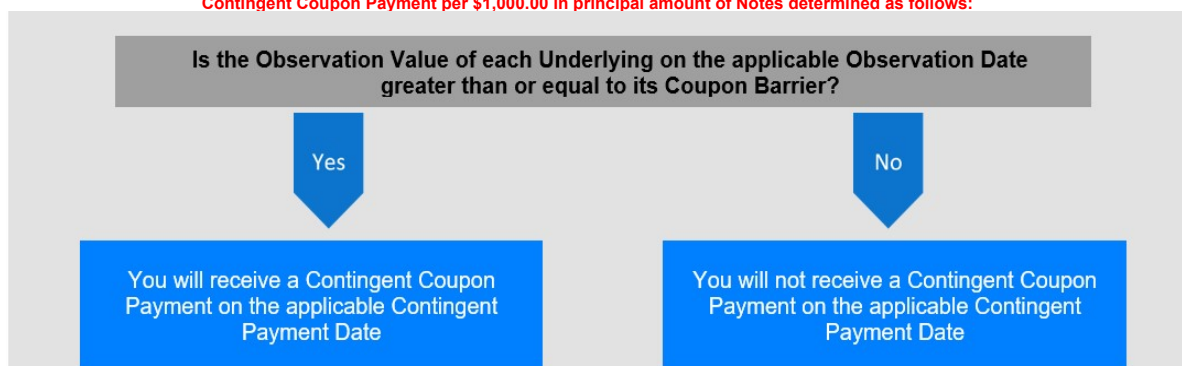 Contingent Coupon Payment per $1,000.00 in principal amount of Notes determined as follows:
Is the Observation Value of each Underlying on the applicable Observation Date
greater than or equal to its Coupon Barrier?
Yes
No
You will receive a Contingent Coupon
Payment on the applicable Contingent
Payment Date
You will not receive a Contingent Coupon
Payment on the applicable Contingent
Payment Date